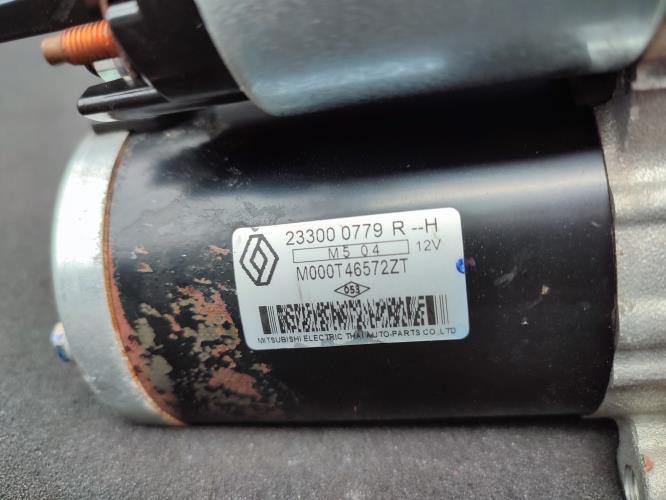 23300 0779 R --H
M5 04 12V
M000T46572ZT
053
MITSUBISHI ELECTRIC THAI AUTO-PARTS CO.,LTD